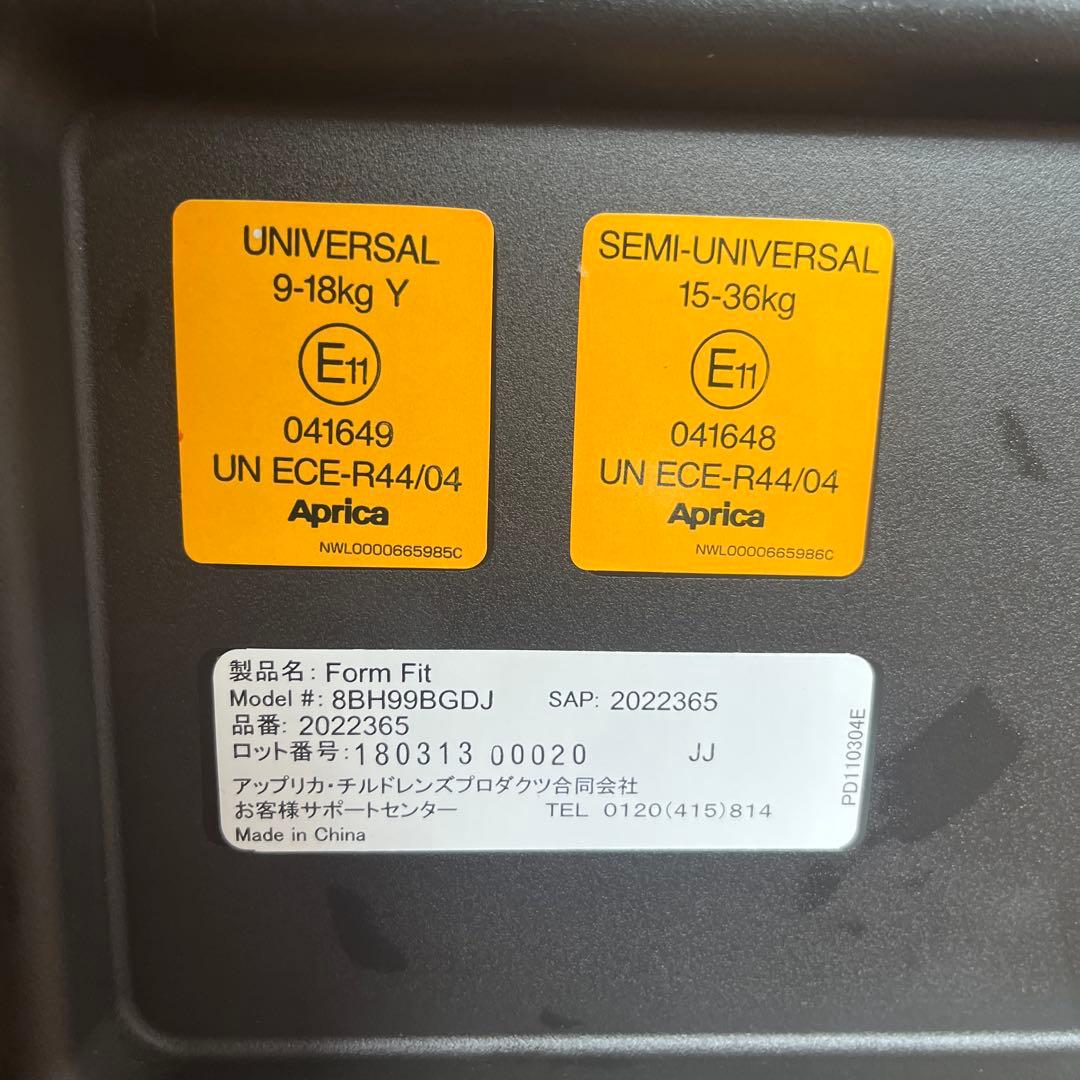 UNIVERSAL
9-18kg Y
E11
041649
UN ECE-R44/04
Aprica
NWL0000665985C
SEMI-UNIVERSAL
15-36kg
E11
041648
UN ECE-R44/04
Aprica
NWL0000665986C
製品名: Form Fit
Model #: 8BH99BGDJ SAP: 2022365
品番: 2022365
ロット番号:180313 00020 JJ
アップリカ・チルドレンズプロダクツ合同会社
お客様サポートセンター TEL 0120(415)814
Made in China
PD110304E